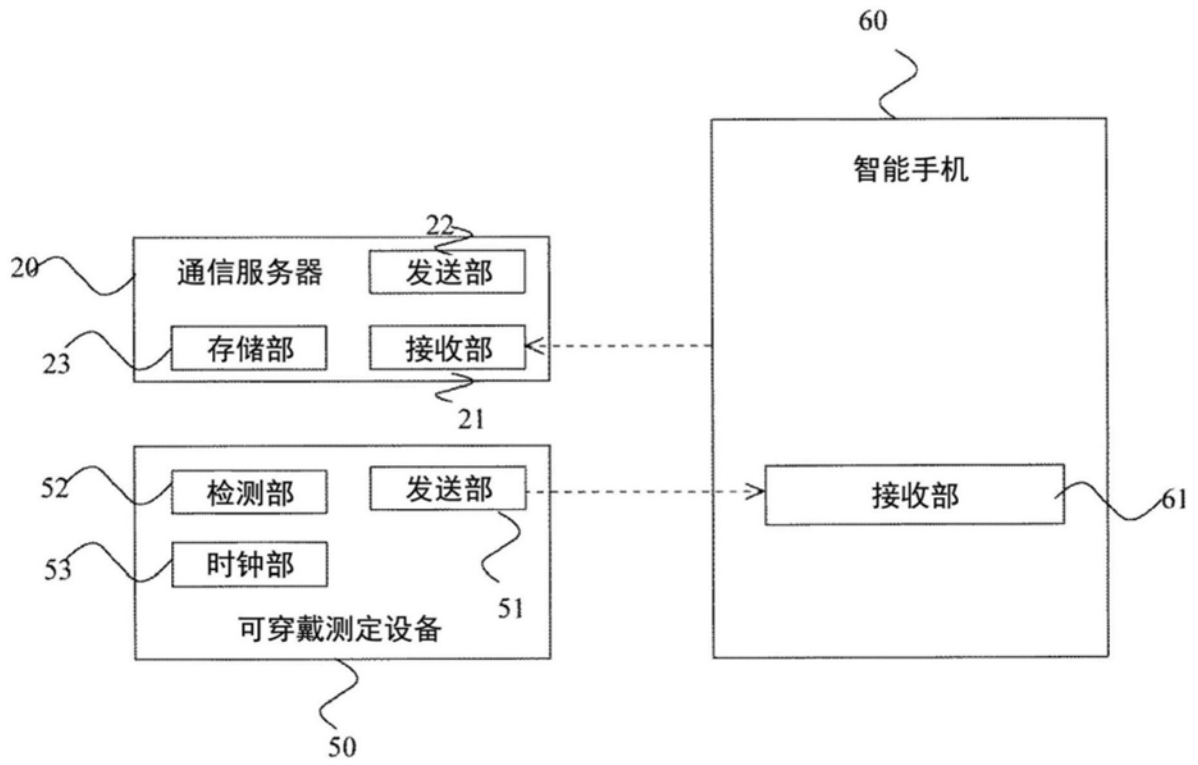 60
智能手机
22
20
通信服务器
发送部
23
存储部
接收部
21
52
检测部
发送部
接收部
61
53
时钟部
51
可穿戴测定设备
50